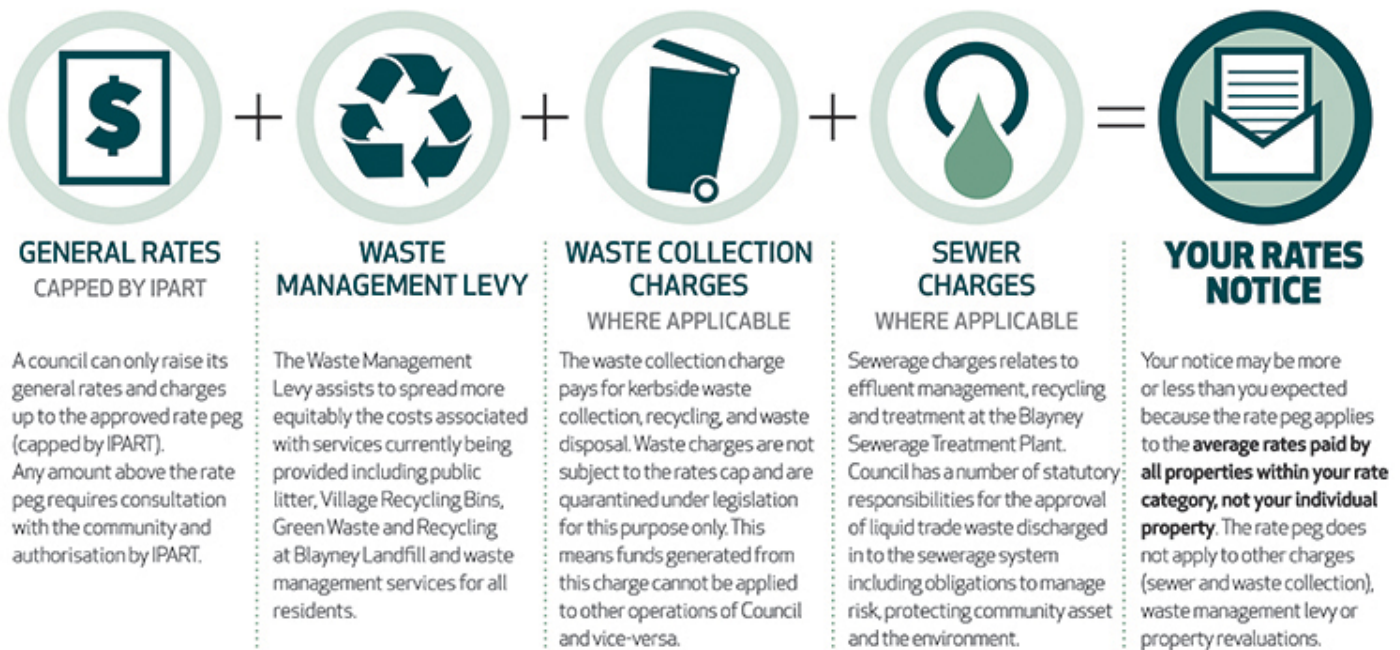 $
+
+
+
=
GENERAL RATES
CAPPED BY IPART
A council can only raise its
general rates and charges
up to the approved rate peg
(capped by IPART).
Any amount above the rate
peg requires consultation
with the community and
authorisation by IPART.
WASTE
MANAGEMENT LEVY
The Waste Management
Levy assists to spread more
equitably the costs associated
with services currently being
provided including public
litter, Village Recycling Bins,
Green Waste and Recycling
at Blayney Landfill and waste
management services for all
residents.
WASTE COLLECTION
CHARGES
WHERE APPLICABLE
The waste collection charge
pays for kerbside waste
collection, recycling, and waste
disposal. Waste charges are not
subject to the rates cap and are
quarantined under legislation
for this purpose only. This
means funds generated from
this charge cannot be applied
to other operations of Council
and vice-versa.
SEWER
CHARGES
WHERE APPLICABLE
Sewerage charges relates to
effluent management, recycling
and treatment at the Blayney
Sewerage Treatment Plant.
Council has a number of statutory
responsibilities for the approval
of liquid trade waste discharged
in to the sewerage system
including obligations to manage
risk, protecting community asset
and the environment.
YOUR RATES
NOTICE
Your notice may be more
or less than you expected
because the rate peg applies
to the average rates paid by
all properties within your rate
category, not your individual
property. The rate peg does
not apply to other charges
(sewer and waste collection),
waste management levy or
property revaluations.